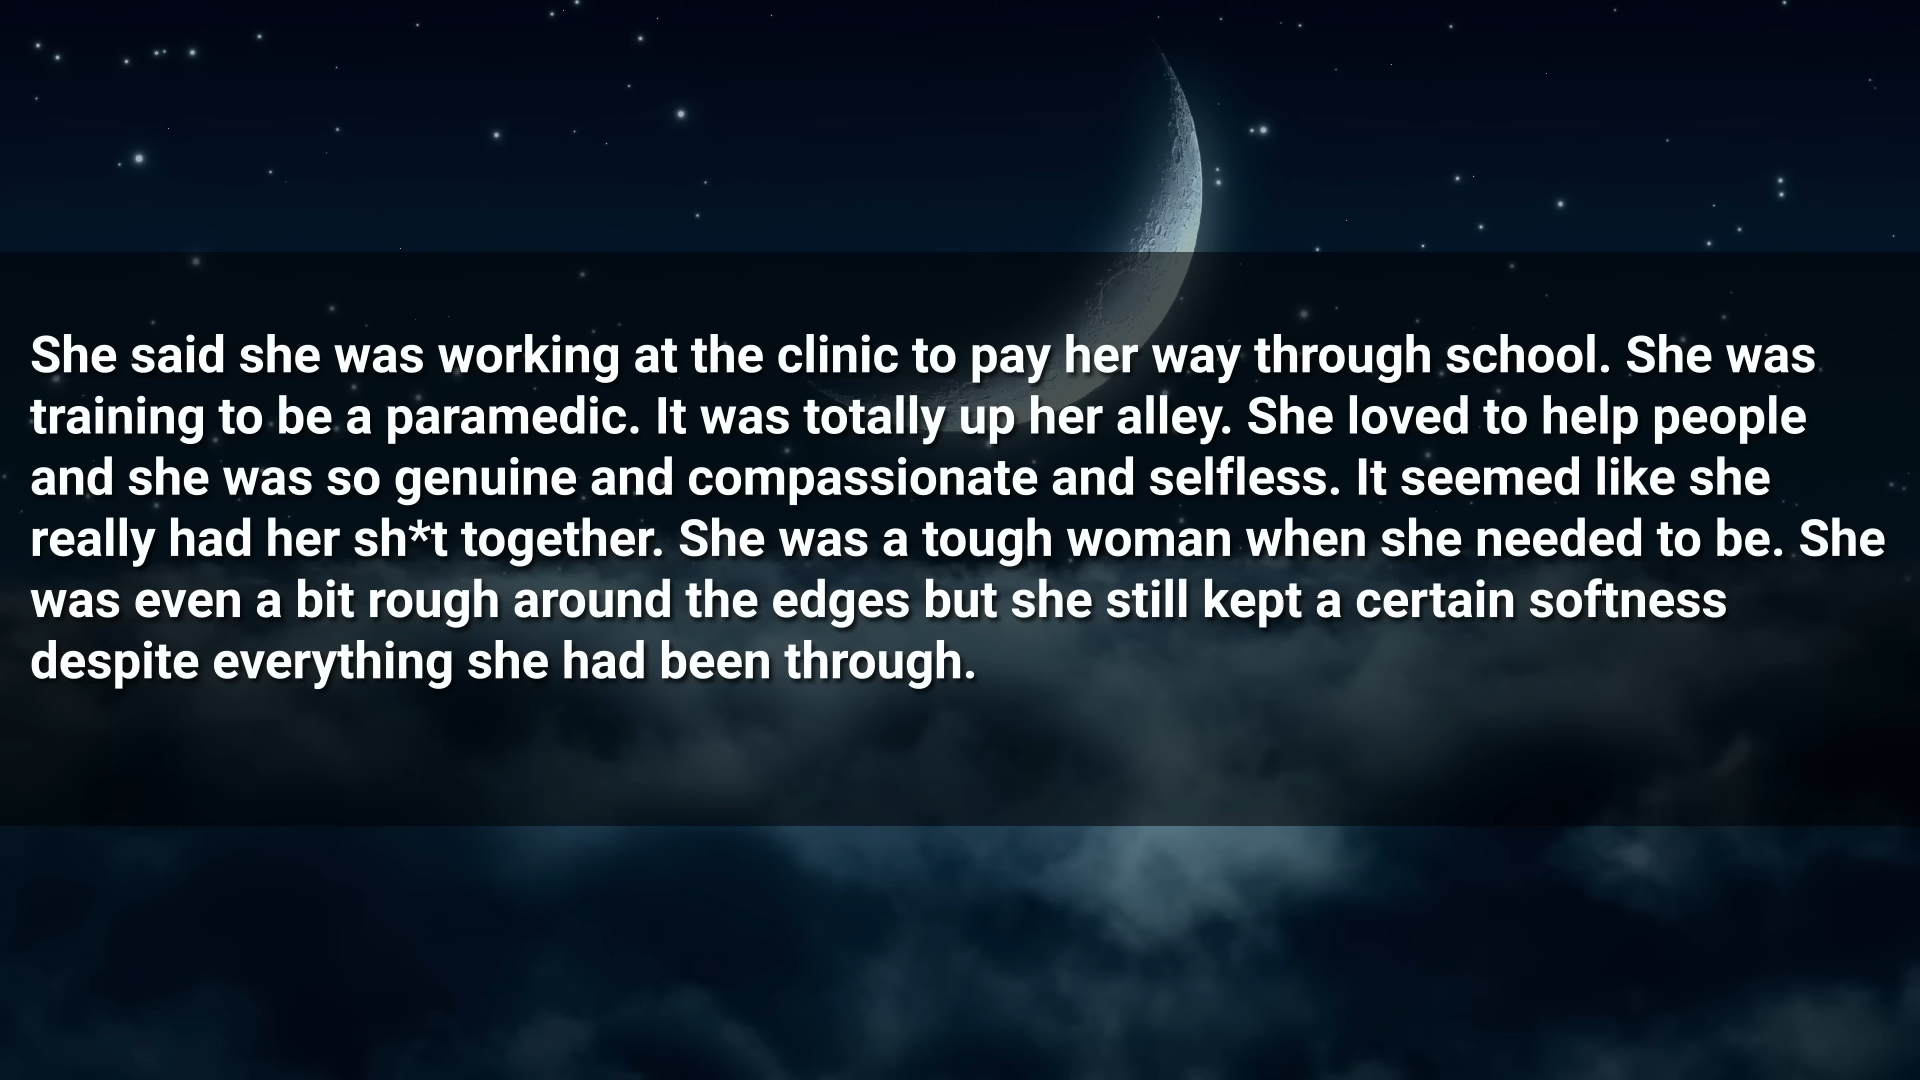 She said she was working at the clinic to pay her way through school. She was
training to be a paramedic. It was totally up her alley. She loved to help people
and she was so genuine and compassionate and selfless. It seemed like she
really had her sh*t together. She was a tough woman when she needed to be. She
was even a bit rough around the edges but she still kept a certain softness
despite everything she had been through.